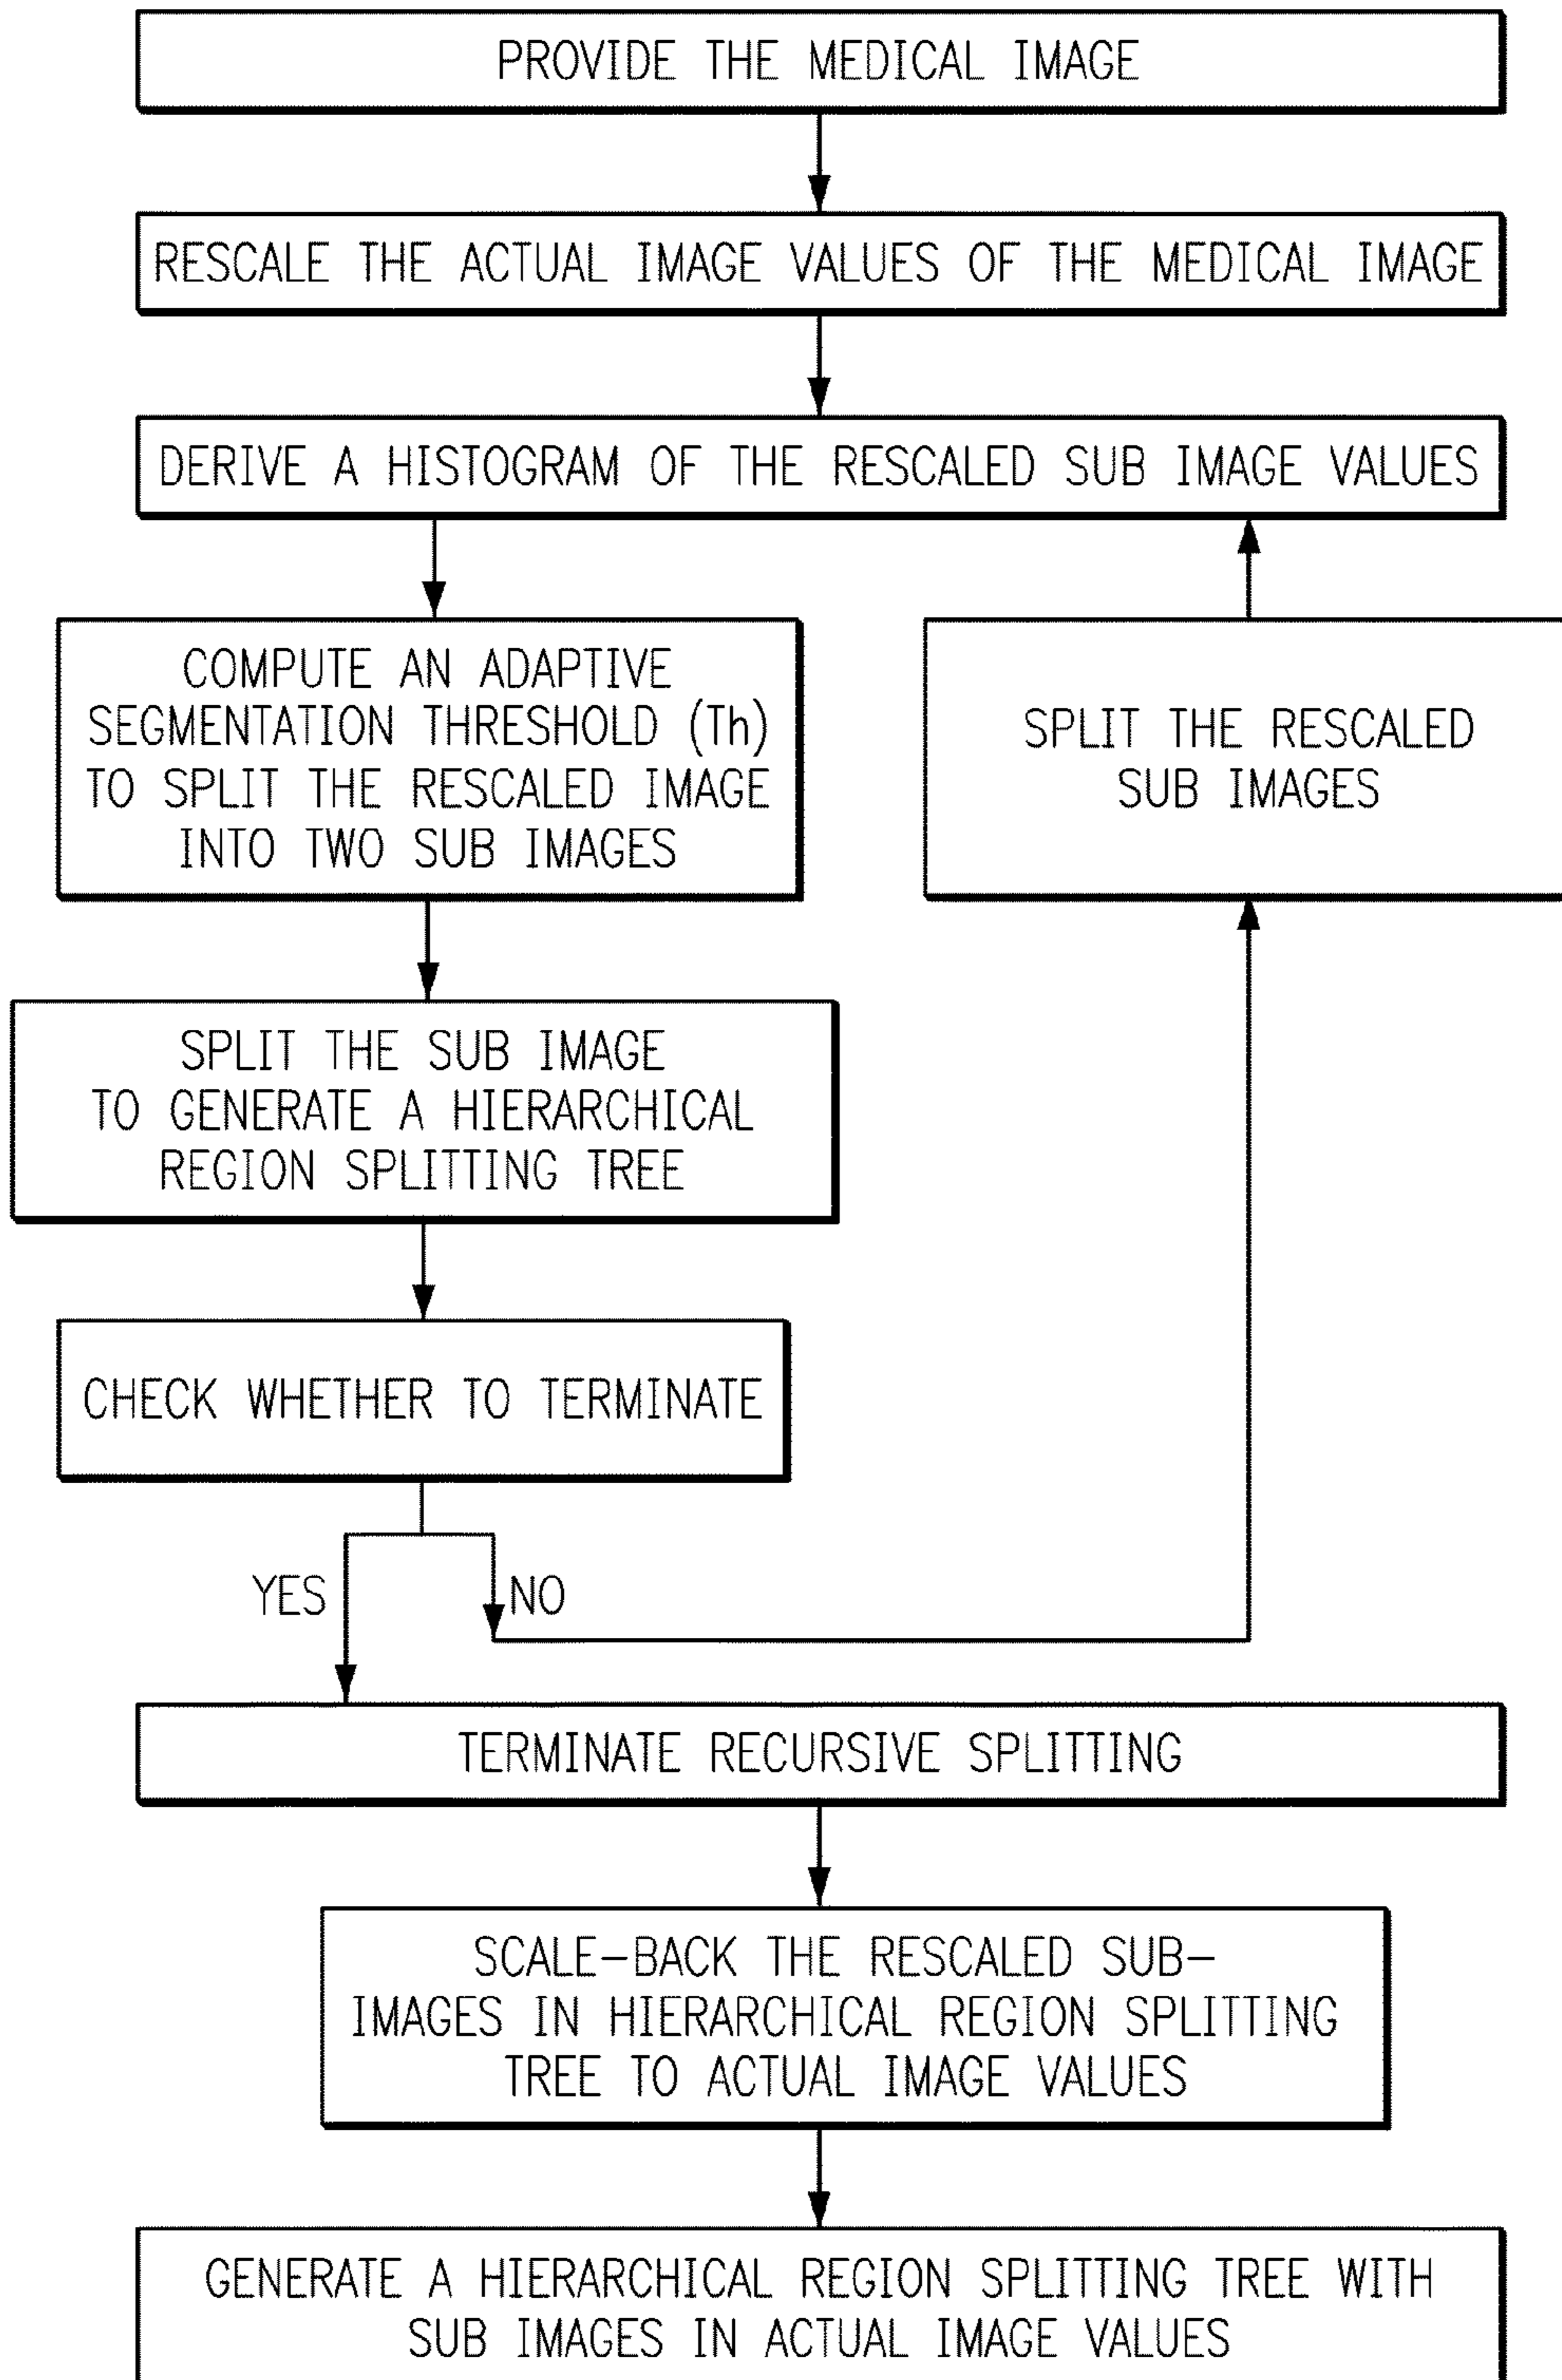 PROVIDE THE MEDICAL IMAGE
RESCALE THE ACTUAL IMAGE VALUES OF THE MEDICAL IMAGE
DERIVE A HISTOGRAM OF THE RESCALED SUB IMAGE VALUES
COMPUTE AN ADAPTIVE
SEGMENTATION THRESHOLD (Th)
TO SPLIT THE RESCALED IMAGE
INTO TWO SUB IMAGES
SPLIT THE RESCALED
SUB IMAGES
SPLIT THE SUB IMAGE
TO GENERATE A HIERARCHICAL
REGION SPLITTING TREE
CHECK WHETHER TO TERMINATE
YES
NO
TERMINATE RECURSIVE SPLITTING
SCALE-BACK THE RESCALED SUB-
IMAGES IN HIERARCHICAL REGION SPLITTING
TREE TO ACTUAL IMAGE VALUES
GENERATE A HIERARCHICAL REGION SPLITTING TREE WITH
SUB IMAGES IN ACTUAL IMAGE VALUES